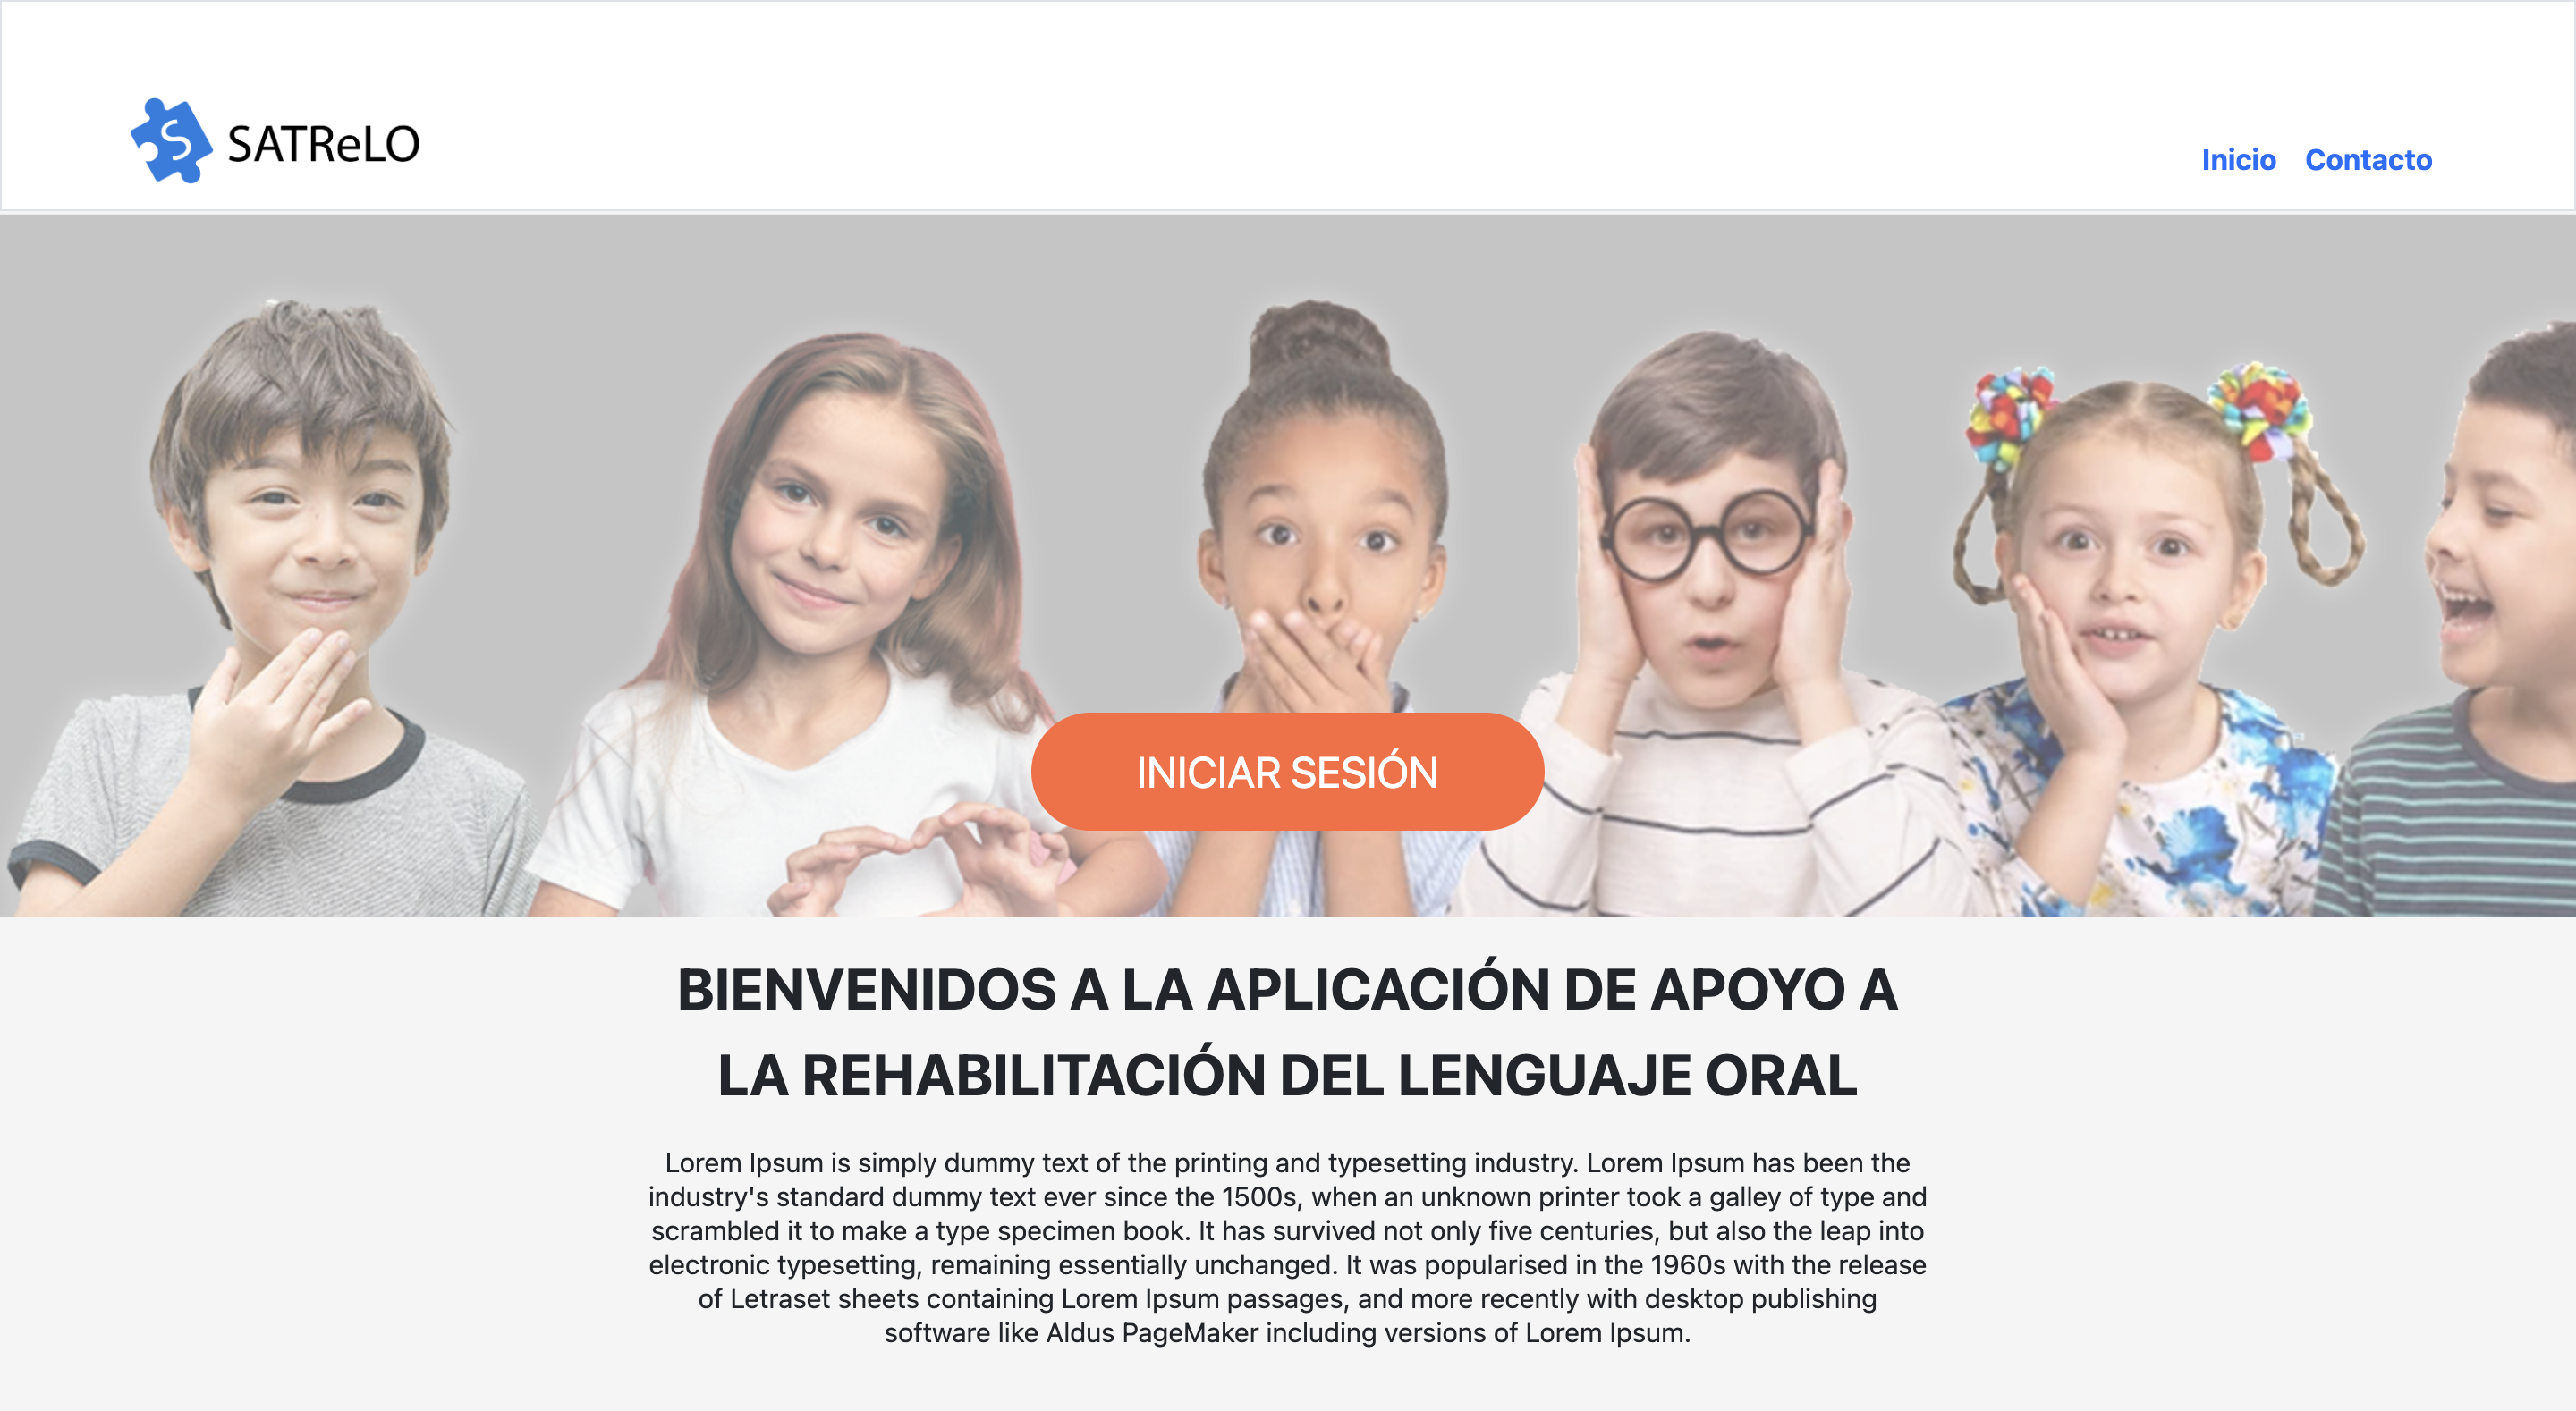 S SATReLO
Inicio Contacto
INICIAR SESIÓN
BIENVENIDOS A LA APLICACIÓN DE APOYO A
LA REHABILITACIÓN DEL LENGUAJE ORAL
Lorem Ipsum is simply dummy text of the printing and typesetting industry. Lorem Ipsum has been the
industry's standard dummy text ever since the 1500s, when an unknown printer took a galley of type and
scrambled it to make a type specimen book. It has survived not only five centuries, but also the leap into
electronic typesetting, remaining essentially unchanged. It was popularised in the 1960s with the release
of Letraset sheets containing Lorem Ipsum passages, and more recently with desktop publishing
software like Aldus PageMaker including versions of Lorem Ipsum.